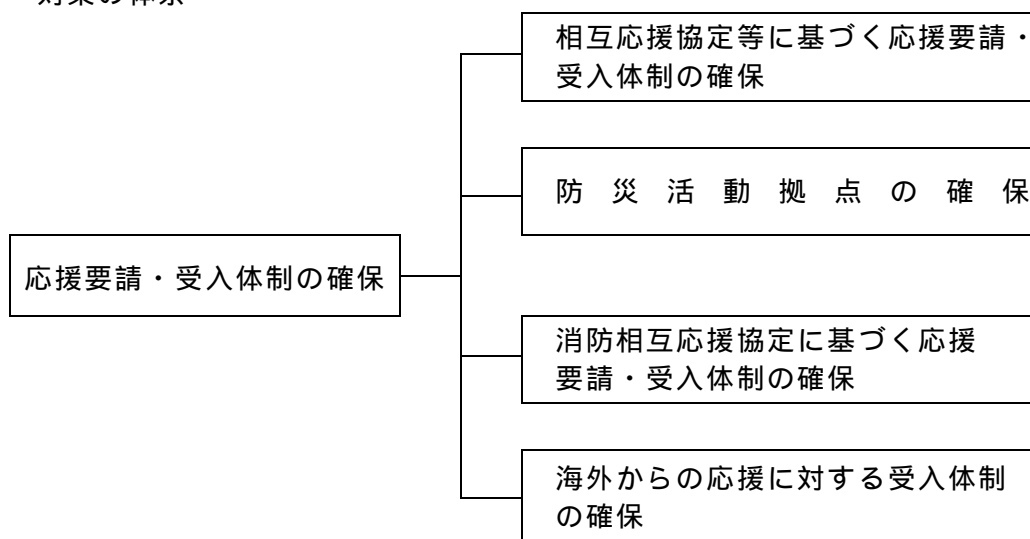 対策の体系
相互応援協定等に基づく応援要請・
受入体制の確保
防災活動拠点の確保
応援要請・受入体制の確保
消防相互応援協定に基づく応援
要請・受入体制の確保
海外からの応援に対する受入体制
の確保